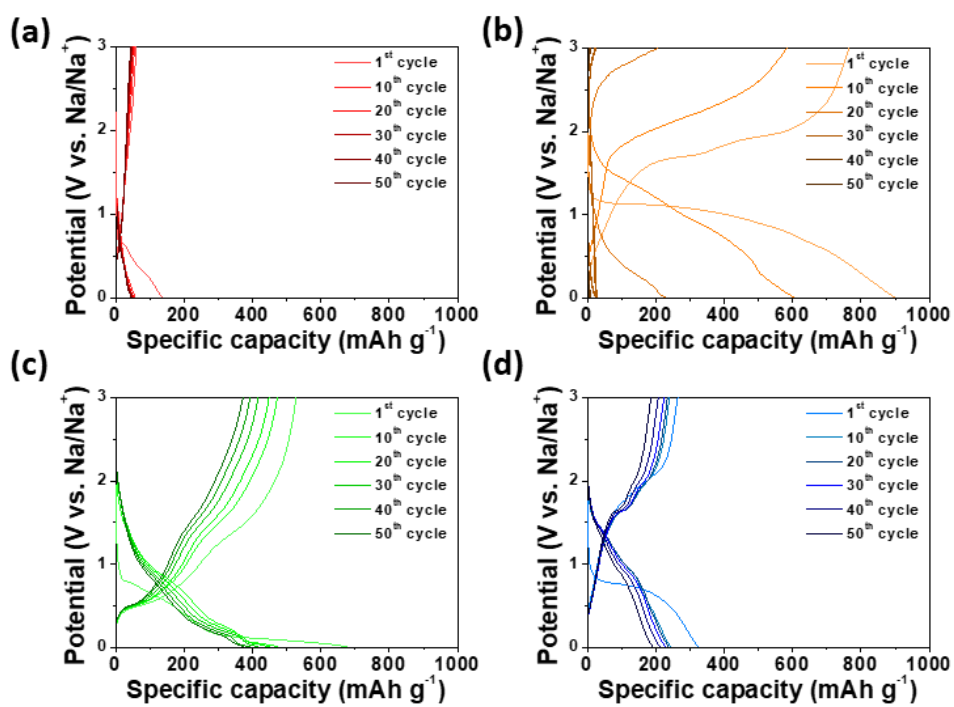 (a)
Potential (V vs. Na/Na⁺)
3
2
1
0
1ˢᵗ cycle
10ᵗʰ cycle
20ᵗʰ cycle
30ᵗʰ cycle
40ᵗʰ cycle
50ᵗʰ cycle
0 200 400 600 800 1000
Specific capacity (mAh g⁻¹)
(b)
Potential (V vs. Na/Na⁺)
3
2
1
0
1ˢᵗ cycle
10ᵗʰ cycle
20ᵗʰ cycle
30ᵗʰ cycle
40ᵗʰ cycle
50ᵗʰ cycle
0 200 400 600 800 1000
Specific capacity (mAh g⁻¹)
(c)
Potential (V vs. Na/Na⁺)
3
2
1
0
1ˢᵗ cycle
10ᵗʰ cycle
20ᵗʰ cycle
30ᵗʰ cycle
40ᵗʰ cycle
50ᵗʰ cycle
0 200 400 600 800 1000
Specific capacity (mAh g⁻¹)
(d)
Potential (V vs. Na/Na⁺)
3
2
1
0
1ˢᵗ cycle
10ᵗʰ cycle
20ᵗʰ cycle
30ᵗʰ cycle
40ᵗʰ cycle
50ᵗʰ cycle
0 200 400 600 800 1000
Specific capacity (mAh g⁻¹)